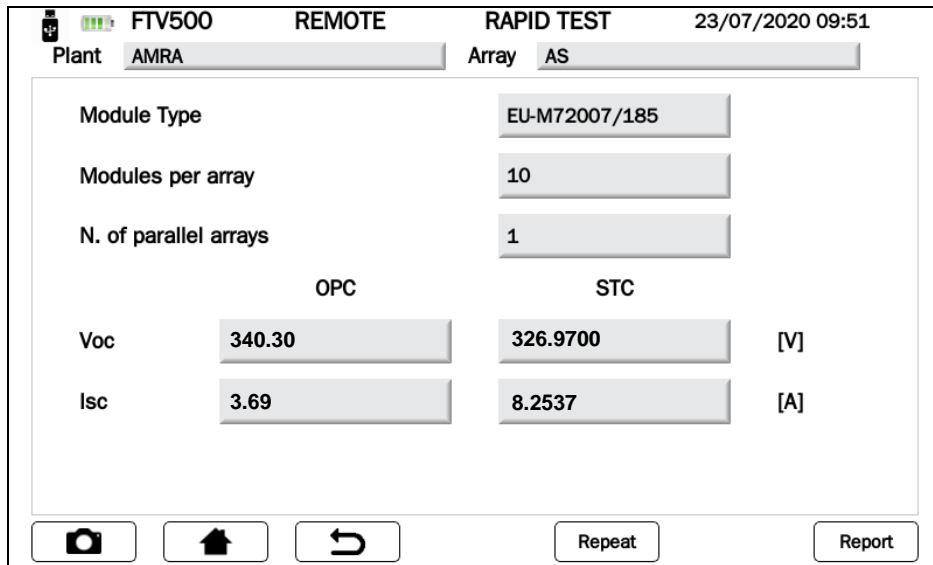 FTV500 REMOTE RAPID TEST 23/07/2020 09:51
Plant AMRA Array AS
Module Type EU-M72007/185
Modules per array 10
N. of parallel arrays 1
OPC STC
Voc 340.30 326.9700 [V]
Isc 3.69 8.2537 [A]
Repeat Report